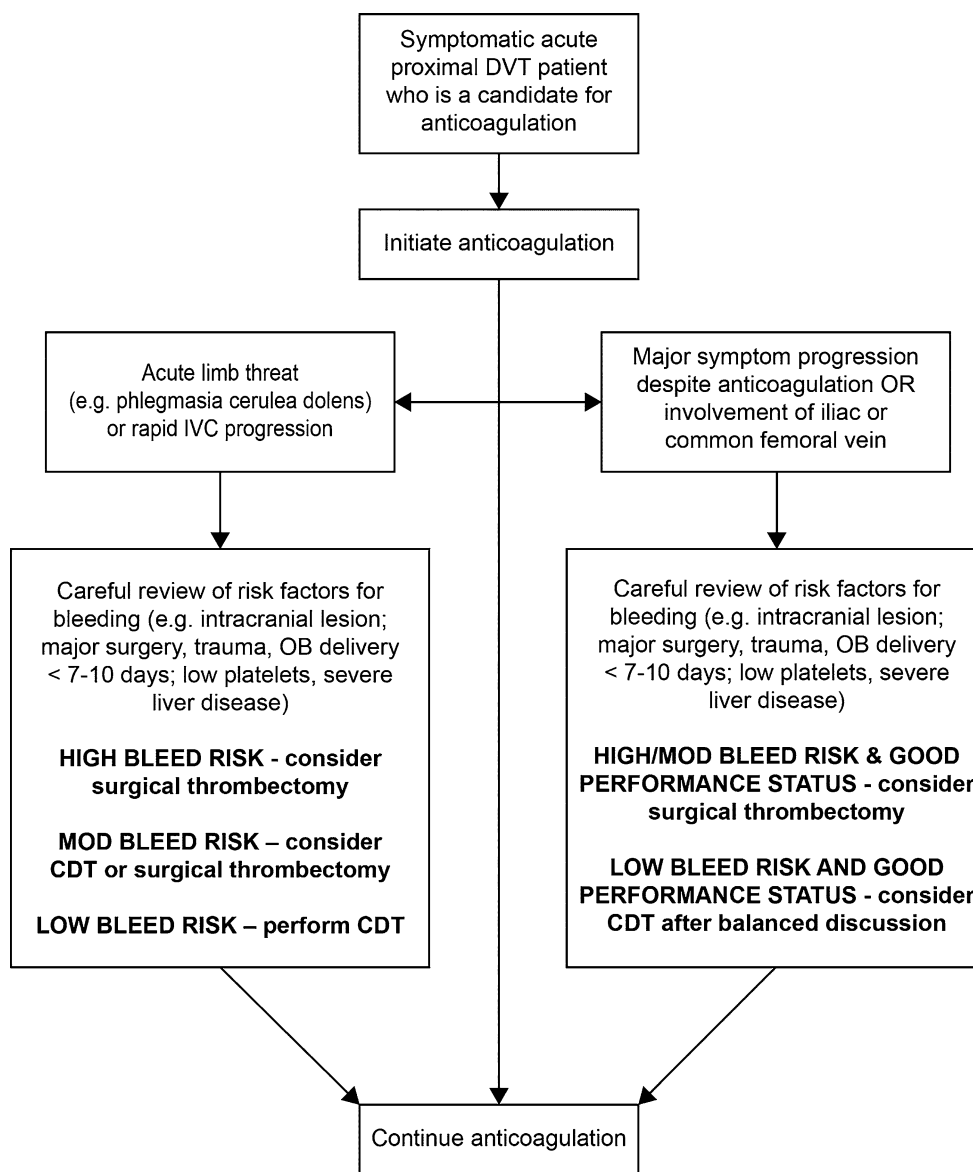 Symptomatic acute
proximal DVT patient
who is a candidate for
anticoagulation
Initiate anticoagulation
Acute limb threat
(e.g. phlegmasia cerulea dolens)
or rapid IVC progression
Major symptom progression
despite anticoagulation OR
involvement of iliac or
common femoral vein
Careful review of risk factors for
bleeding (e.g. intracranial lesion;
major surgery, trauma, OB delivery
< 7-10 days; low platelets, severe
liver disease)
HIGH BLEED RISK - consider
surgical thrombectomy
MOD BLEED RISK – consider
CDT or surgical thrombectomy
LOW BLEED RISK – perform CDT
Careful review of risk factors for
bleeding (e.g. intracranial lesion;
major surgery, trauma, OB delivery
< 7-10 days; low platelets, severe
liver disease)
HIGH/MOD BLEED RISK & GOOD
PERFORMANCE STATUS - consider
surgical thrombectomy
LOW BLEED RISK AND GOOD
PERFORMANCE STATUS - consider
CDT after balanced discussion
Continue anticoagulation